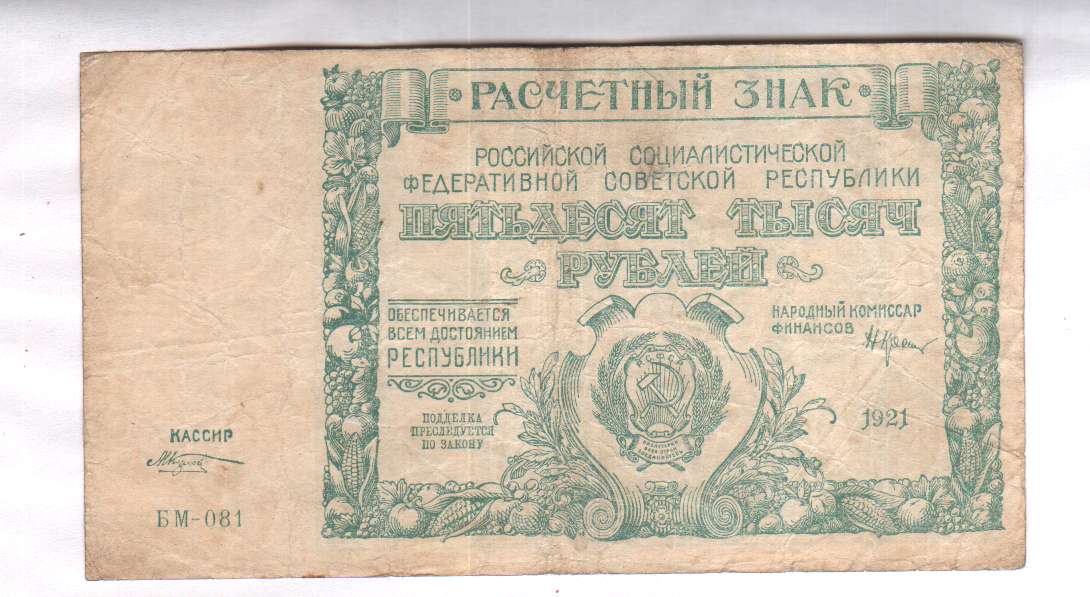 РАСЧЕТНЫЙ ЗНАК
РОССИЙСКОЙ СОЦИАЛИСТИЧЕСКОЙ
ФЕДЕРАТИВНОЙ СОВЕТСКОЙ РЕСПУБЛИКИ
ПЯТЬДЕСЯТ ТЫСЯЧ
РУБЛЕЙ
ОБЕСПЕЧИВАЕТСЯ
ВСЕМ ДОСТОЯНИЕМ
РЕСПУБЛИКИ
НАРОДНЫЙ КОМИССАР
ФИНАНСОВ
ПОДДЕЛКА
ПРЕСЛЕДУЕТСЯ
ПО ЗАКОНУ
1921
КАССИР
БМ-081